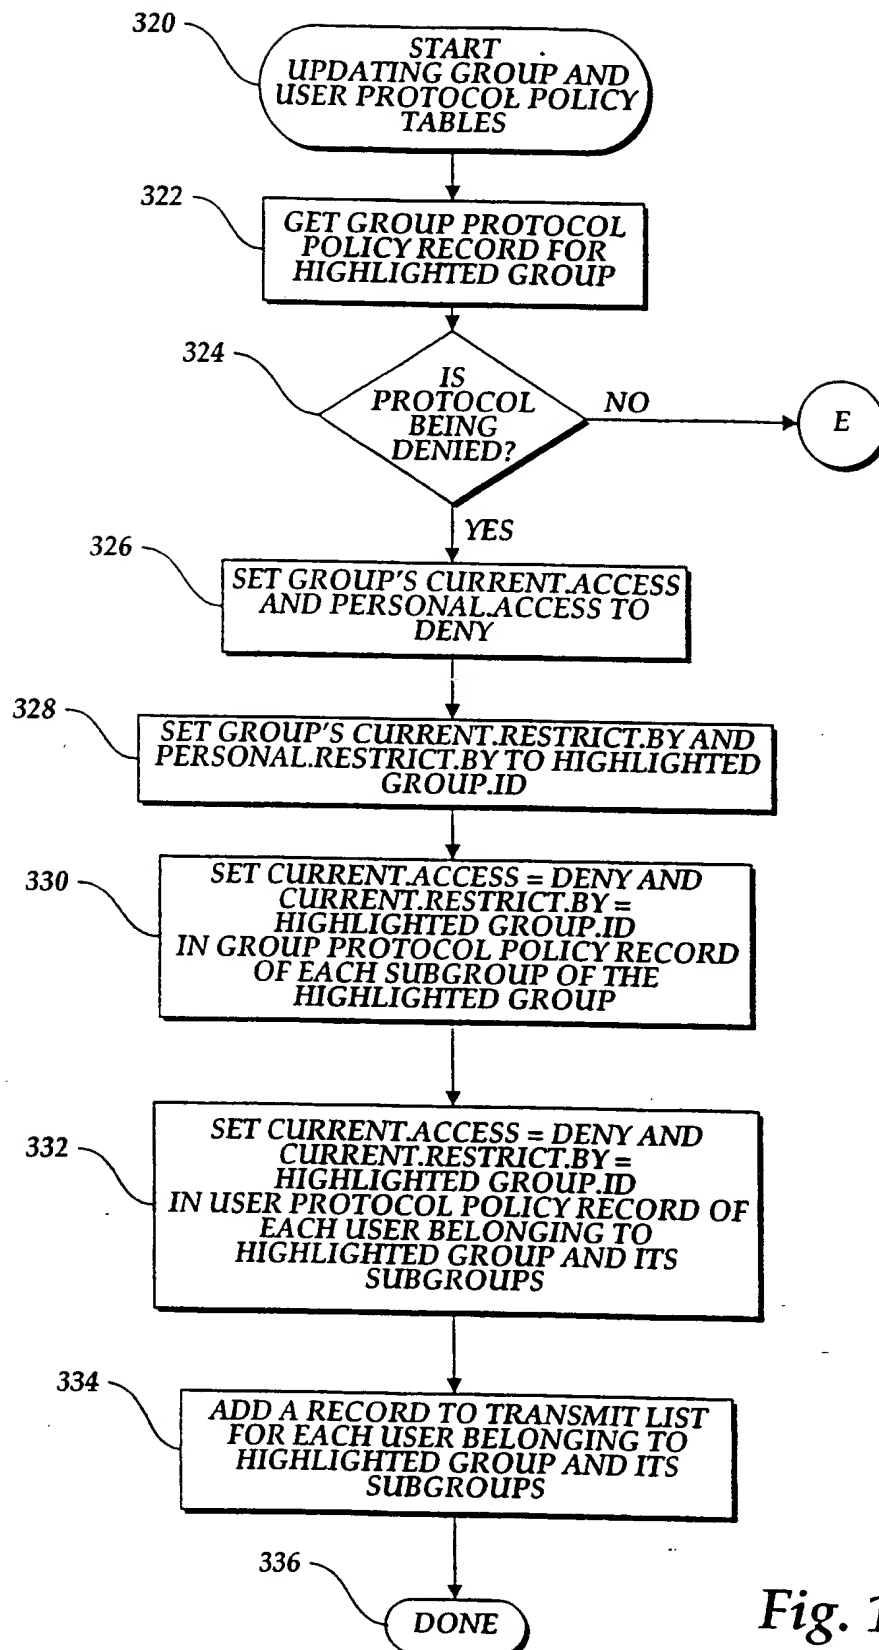 320
START
UPDATING GROUP AND
USER PROTOCOL POLICY
TABLES
322
GET GROUP PROTOCOL
POLICY RECORD FOR
HIGHLIGHTED GROUP
324
IS
PROTOCOL
BEING
DENIED?
NO
E
YES
326
SET GROUP'S CURRENT.ACCESS
AND PERSONAL.ACCESS TO
DENY
328
SET GROUP'S CURRENT.RESTRICT.BY AND
PERSONAL.RESTRICT.BY TO HIGHLIGHTED
GROUP.ID
330
SET CURRENT.ACCESS = DENY AND
CURRENT.RESTRICT.BY =
HIGHLIGHTED GROUP.ID
IN GROUP PROTOCOL POLICY RECORD
OF EACH SUBGROUP OF THE
HIGHLIGHTED GROUP
332
SET CURRENT.ACCESS = DENY AND
CURRENT.RESTRICT.BY =
HIGHLIGHTED GROUP.ID
IN USER PROTOCOL POLICY RECORD OF
EACH USER BELONGING TO
HIGHLIGHTED GROUP AND ITS
SUBGROUPS
334
ADD A RECORD TO TRANSMIT LIST
FOR EACH USER BELONGING TO
HIGHLIGHTED GROUP AND ITS
SUBGROUPS
336
DONE
Fig.